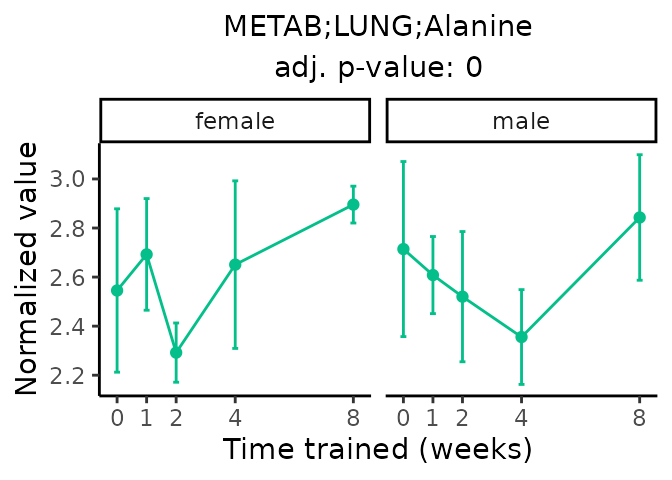 METAB;LUNG;Alanine
adj. p-value: 0
female
male
Normalized value
3.0
2.8
2.6
2.4
2.2
0 1 2 4 8
0 1 2 4 8
Time trained (weeks)